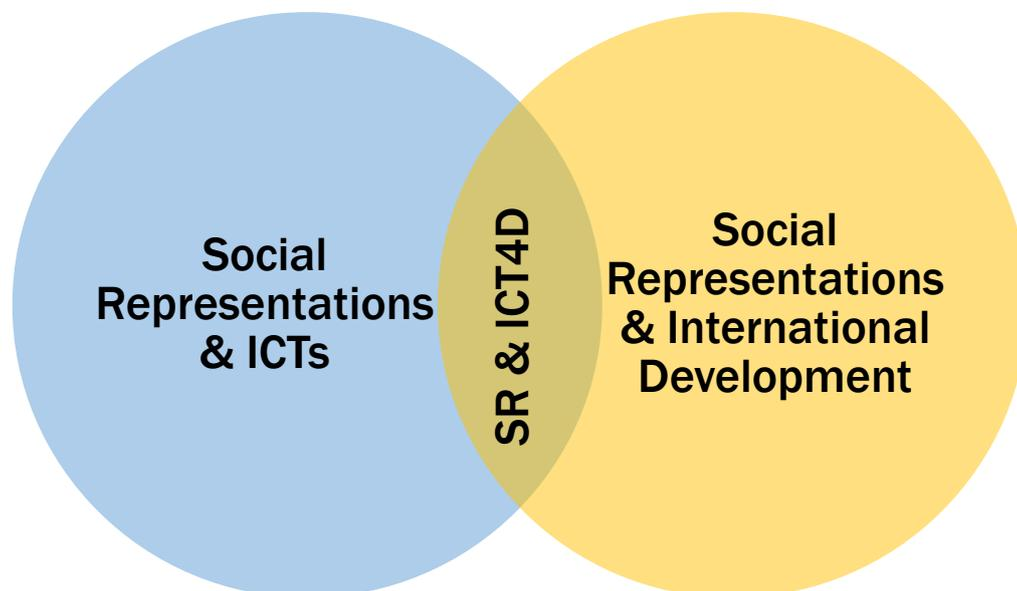 Social
Representations
& ICTs
SR & ICT4D
Social
Representations
& International
Development